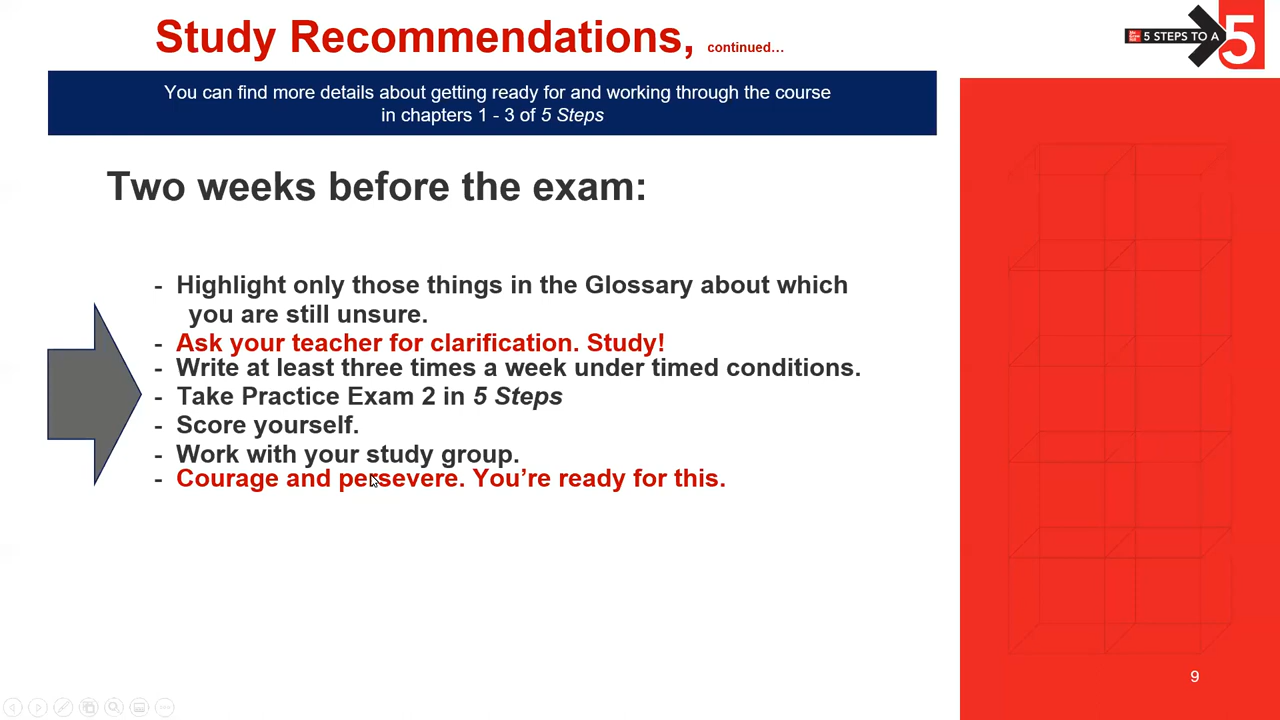 Study Recommendations, continued…
5 STEPS TO A 5
You can find more details about getting ready for and working through the course
in chapters 1 - 3 of 5 Steps
Two weeks before the exam:
- Highlight only those things in the Glossary about which
you are still unsure.
- Ask your teacher for clarification. Study!
- Write at least three times a week under timed conditions.
- Take Practice Exam 2 in 5 Steps
- Score yourself.
- Work with your study group.
- Courage and persevere. You’re ready for this.
9